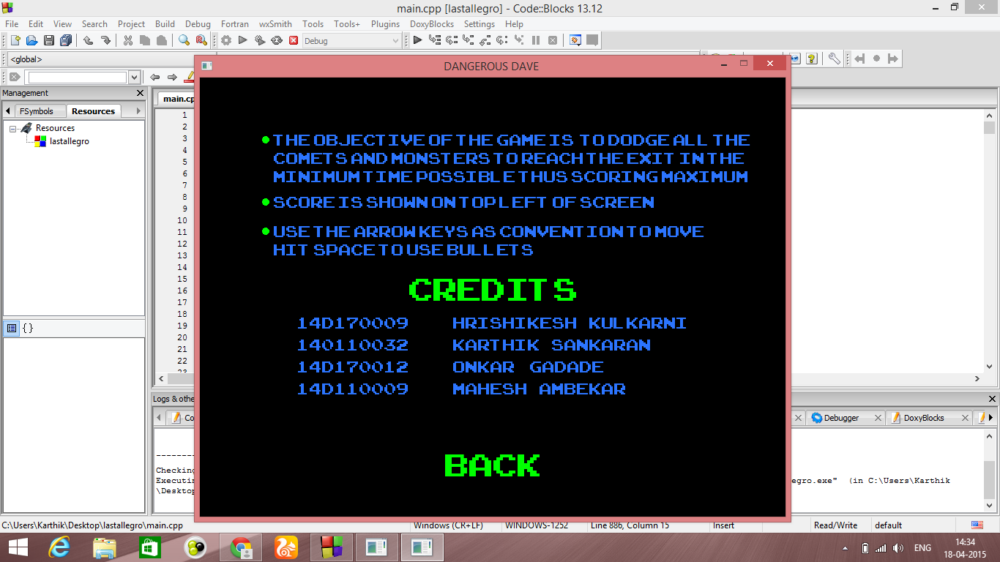 main.cpp [lastallegro] - Code::Blocks 13.12
File Edit View Search Project Build Debug Fortran wxSmith Tools Tools+ Plugins DoxyBlocks Settings Help
Debug
<global>
DANGEROUS DAVE
Management
FSymbols Resources
main.cp
Resources
lastallegro
1
2
3
4
5
6
7
8
9
10
11
12
13
14
15
16
17
18
19
20
21
22
23
THE OBJECTIVE OF THE GAME IS TO DODGE ALL THE
COMETS AND MONSTERS TO REACH THE EXIT IN THE
MINIMUM TIME POSSIBLE THUS SCORING MAXIMUM
SCORE IS SHOWN ON TOP LEFT OF SCREEN
USE THE ARROW KEYS AS CONVENTION TO MOVE
HIT SPACE TO USE BULLETS
CREDITS
14D170009 HRISHIKESH KULKARNI
140110032 KARTHIK SANKARAN
14D170012 ONKAR GADADE
14D110009 MAHESH AMBEKAR
BACK
{}
Logs & othe
Co
Debugger DoxyBlocks
--------
Checking
Executin egro.exe" (in C:\Users\Karthik
\Desktop
C:\Users\Karthik\Desktop\lastallegro\main.cpp Windows (CR+LF) WINDOWS-1252 Line 886, Column 15 Insert Read/Write default
ENG
14:34
18-04-2015